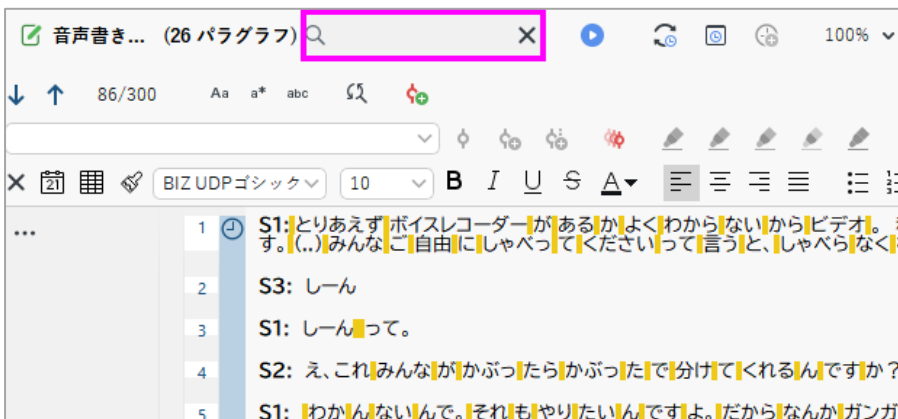 音声書き... (26 パラグラフ)
100%
86/300 Aa a* abc
21 BIZ UDPゴシック 10 B I U S A
... 1 S1: とりあえず ボイスレコーダー が ある か よく わから ない から ビデオ 。
す。 (...) みんな ご 自由 に しゃべっ て ください って 言う と、 しゃべら なく
2 S3: しーん
3 S1: しーん って。
4 S2: え、これ みんな が かぶっ たら かぶっ た で 分け て くれる ん です か?
5 S1: わか ん ない んで。 それ も やり たい ん です よ。 だから なんか ガンガ